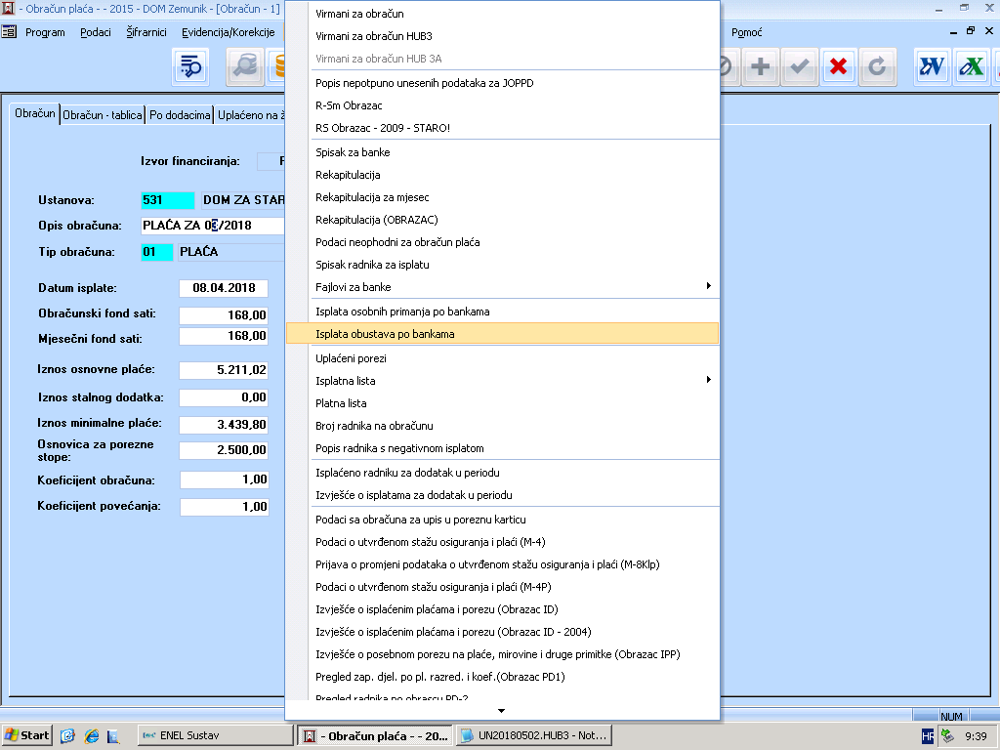 - Obračun plaća - - 2015 - DOM Zemunik - [Obračun - 1]
Program Podaci Šifrarnici Evidencija/Korekcije Pomoć
Obračun Obračun - tablica Po dodacima Uplaćeno na ž
Izvor financiranja:
Ustanova: 531 DOM ZA STAR
Opis obračuna: PLAĆA ZA 03/2018
Tip obračuna: 01 PLAĆA
Datum isplate: 08.04.2018
Obračunski fond sati: 168,00
Mjesečni fond sati: 168,00
Iznos osnovne plaće: 5.211,02
Iznos stalnog dodatka: 0,00
Iznos minimalne plaće: 3.439,80
Osnovica za porezne
stope: 2.500,00
Koeficijent obračuna: 1,00
Koeficijent povećanja: 1,00
Virmani za obračun
Virmani za obračun HUB3
Virmani za obračun HUB 3A
Popis nepotpuno unesenih podataka za JOPPD
R-Sm Obrazac
RS Obrazac - 2009 - STARO!
Spisak za banke
Rekapitulacija
Rekapitulacija za mjesec
Rekapitulacija (OBRAZAC)
Podaci neophodni za obračun plaća
Spisak radnika za isplatu
Fajlovi za banke
Isplata osobnih primanja po bankama
Isplata obustava po bankama
Uplaćeni porezi
Isplatna lista
Platna lista
Broj radnika na obračunu
Popis radnika s negativnom isplatom
Isplaćeno radniku za dodatak u periodu
Izvješće o isplatama za dodatak u periodu
Podaci sa obračuna za upis u poreznu karticu
Podaci o utvrđenom stažu osiguranja i plaći (M-4)
Prijava o promjeni podataka o utvrđenom stažu osiguranja i plaći (M-8Klp)
Podaci o utvrđenom stažu osiguranja i plaći (M-4P)
Izvješće o isplaćenim plaćama i porezu (Obrazac ID)
Izvješće o isplaćenim plaćama i porezu (Obrazac ID - 2004)
Izvješće o posebnom porezu na plaće, mirovine i druge primitke (Obrazac IPP)
Pregled zap. djel. po pl. razred. i koef.(Obrazac PD1)
Pregled radnika po obrascu PD-2
NUM
Start ENEL Sustav - Obračun plaća - - 20... UN20180502.HUB3 - Not... HR 9:39